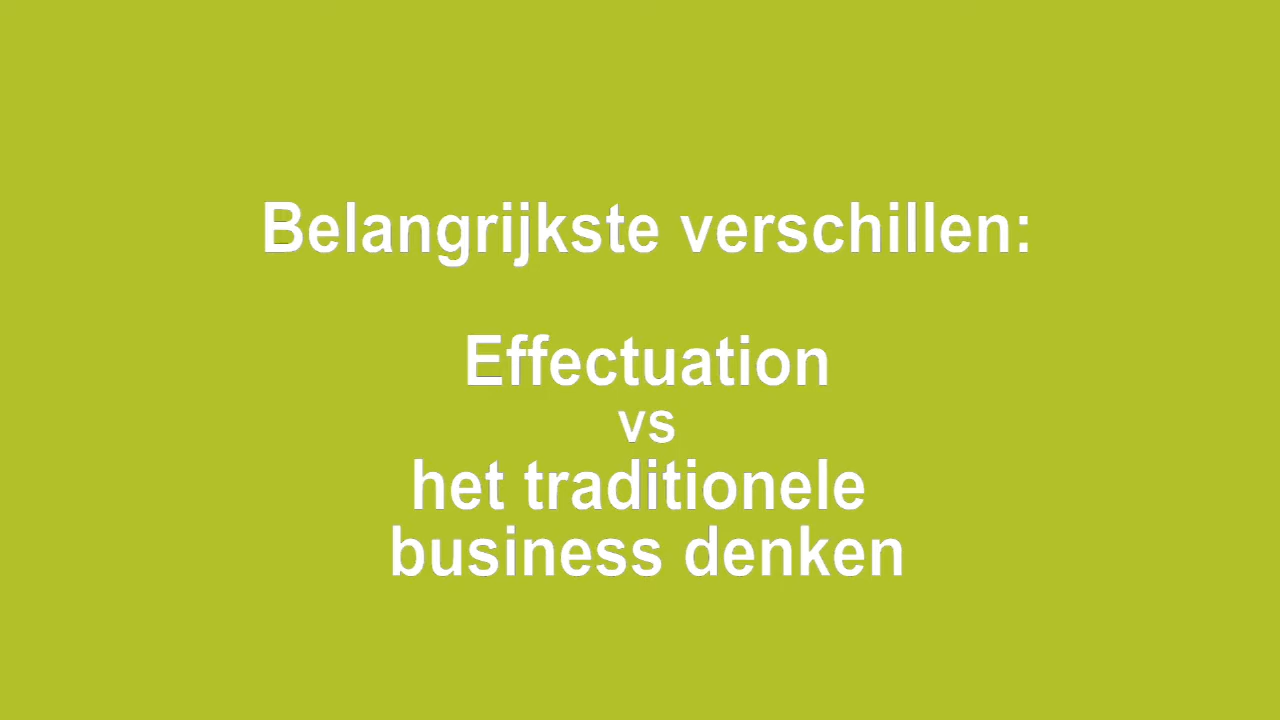 Belangrijkste verschillen:
Effectuation
vs
het traditionele
business denken